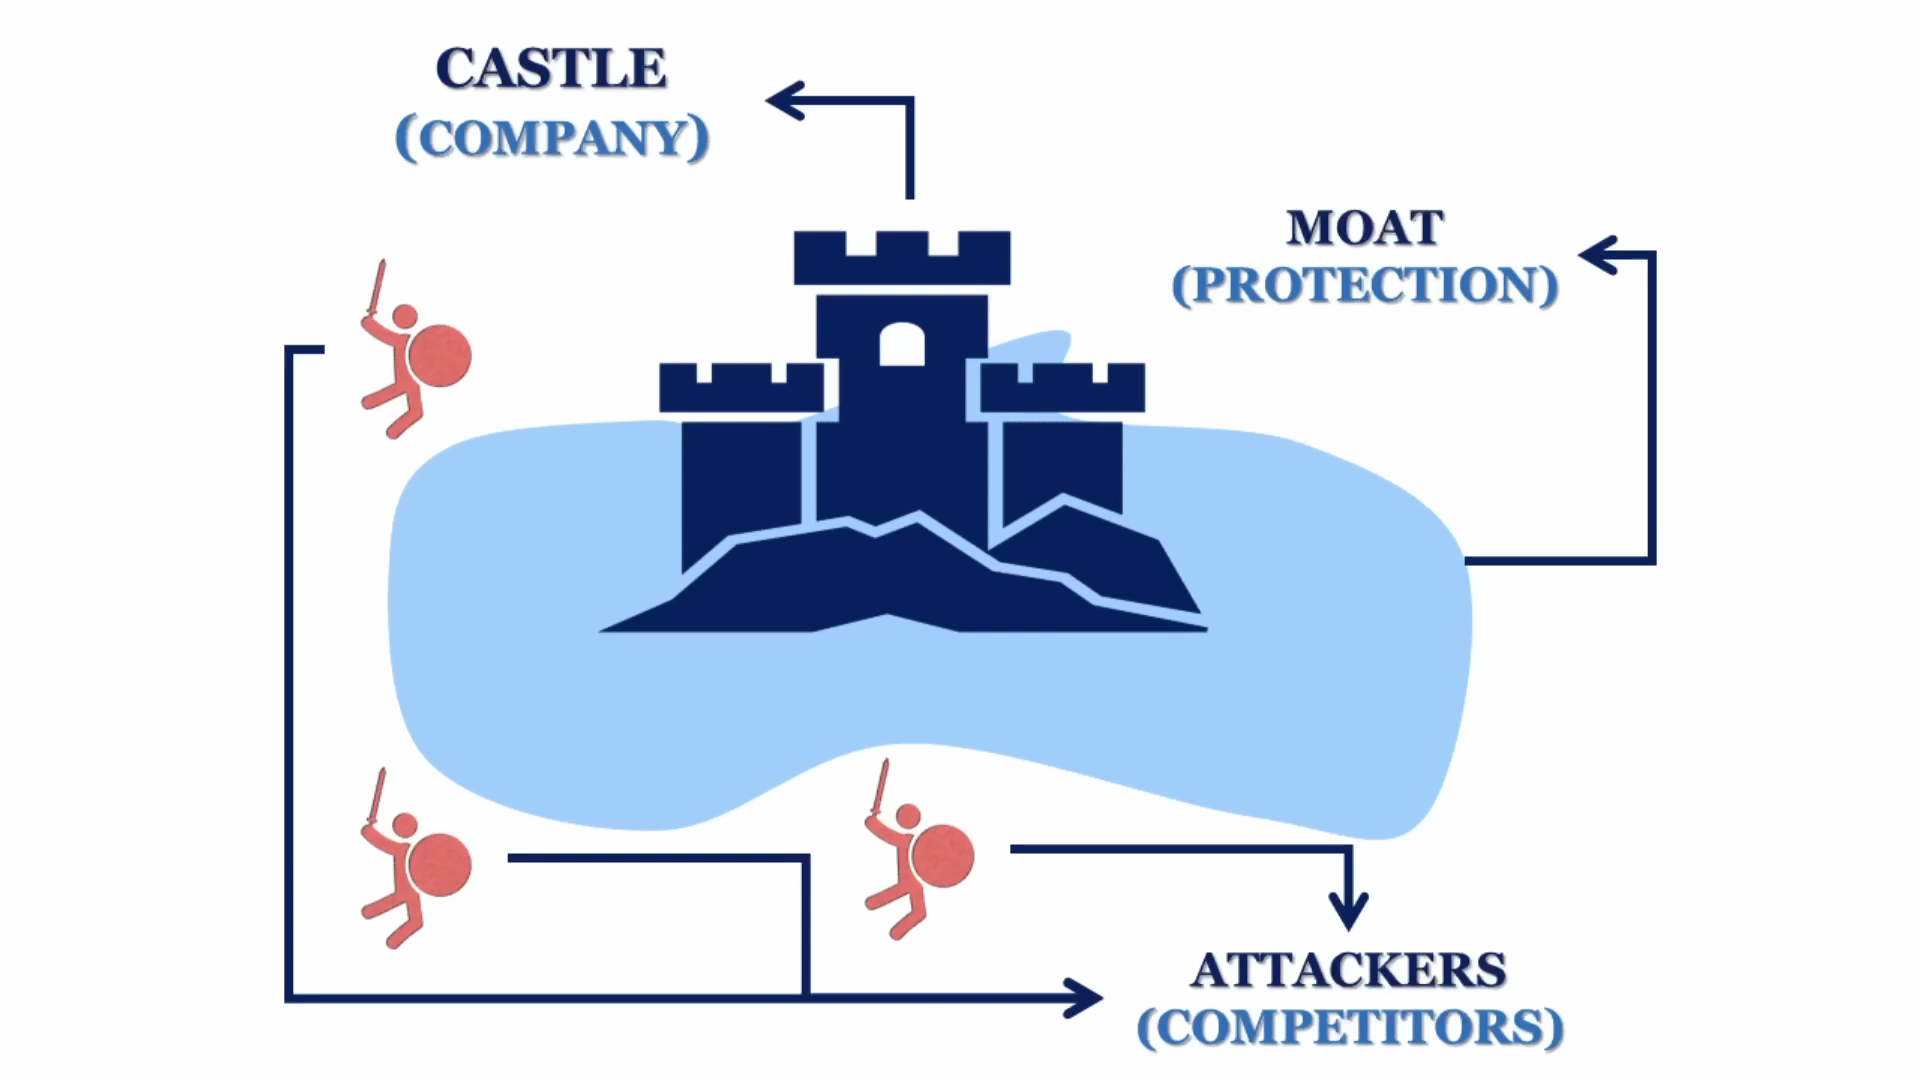 CASTLE
(COMPANY)
MOAT
(PROTECTION)
ATTACKERS
(COMPETITORS)